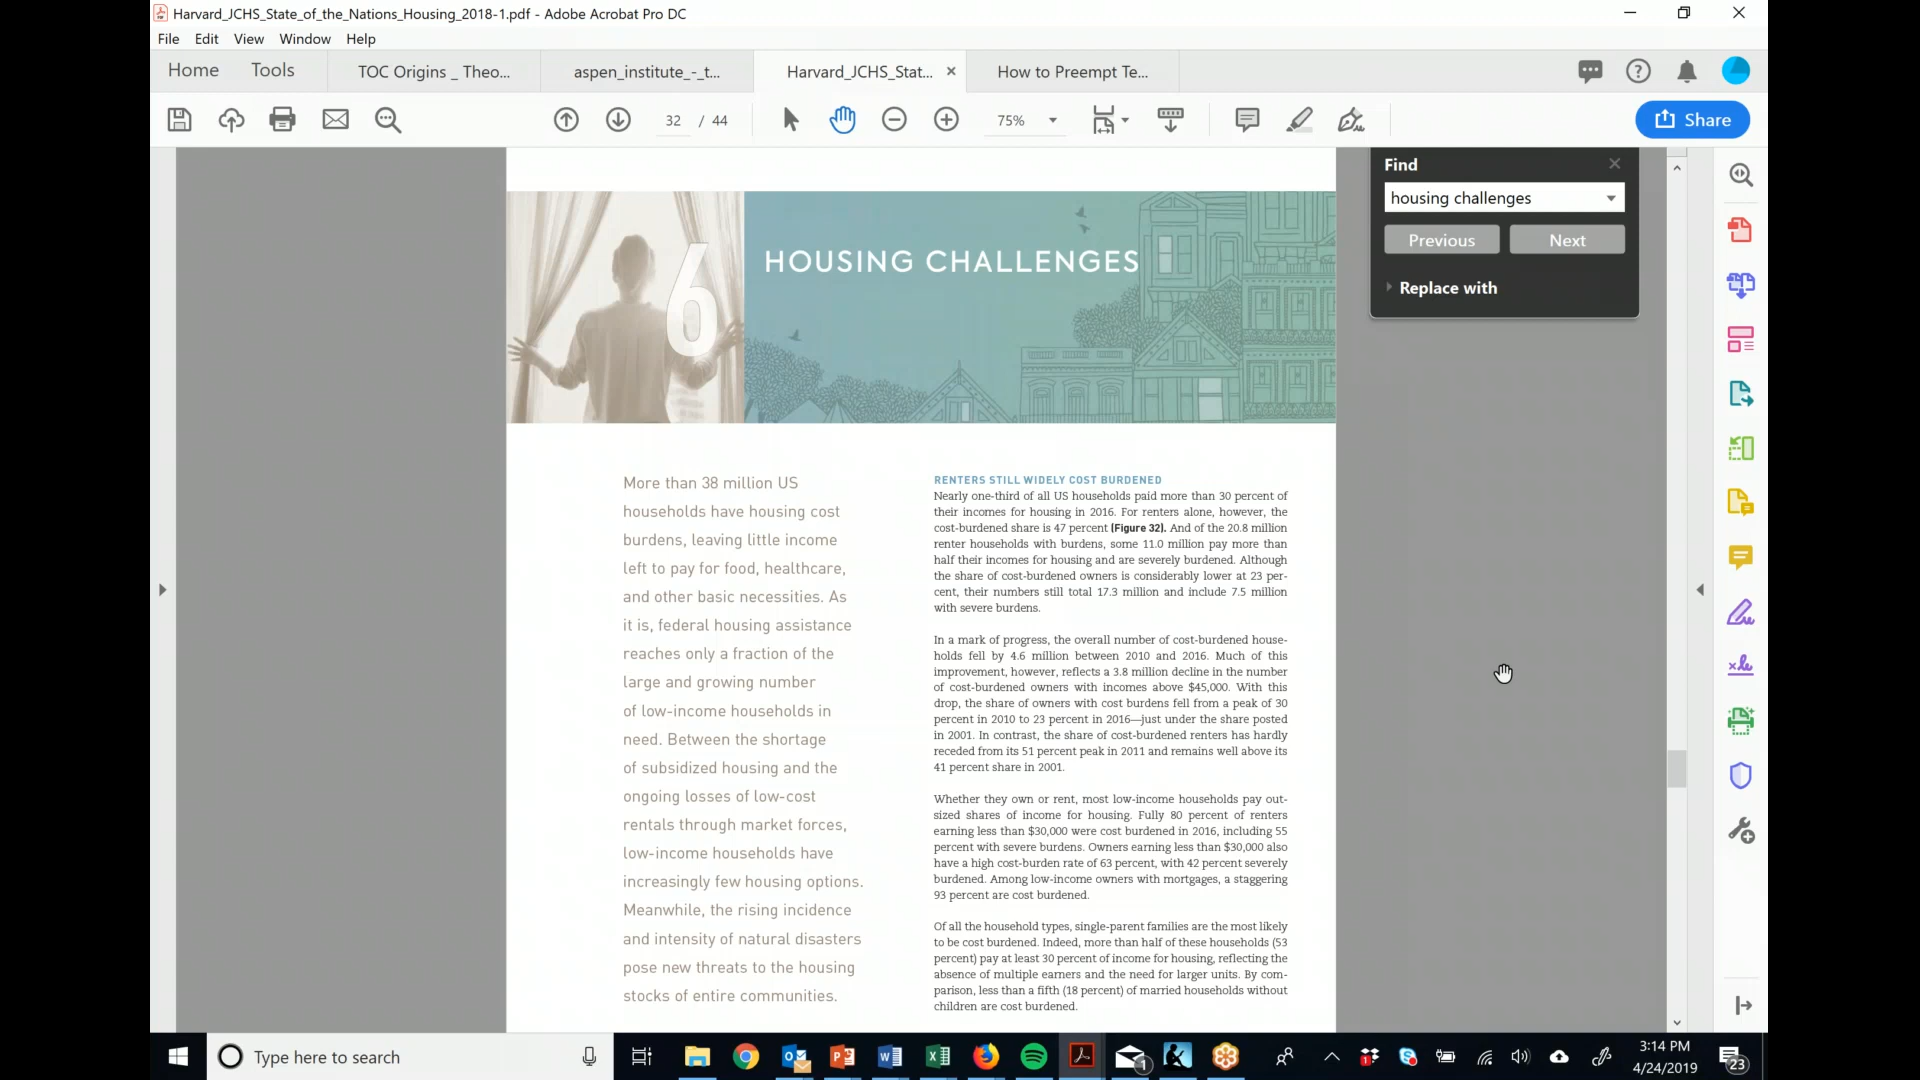 Harvard_JCHS_State_of_the_Nations_Housing_2018-1.pdf - Adobe Acrobat Pro DC
File Edit View Window Help
Home Tools TOC Origins _ Theo... aspen_institute_-_t... Harvard_JCHS_Stat... × How to Preempt Te...
32 / 44 75% Share
Find
housing challenges
Previous Next
Replace with
6
HOUSING CHALLENGES
More than 38 million US
households have housing cost
burdens, leaving little income
left to pay for food, healthcare,
and other basic necessities. As
it is, federal housing assistance
reaches only a fraction of the
large and growing number
of low-income households in
need. Between the shortage
of subsidized housing and the
ongoing losses of low-cost
rentals through market forces,
low-income households have
increasingly few housing options.
Meanwhile, the rising incidence
and intensity of natural disasters
pose new threats to the housing
stocks of entire communities.
RENTERS STILL WIDELY COST BURDENED
Nearly one-third of all US households paid more than 30 percent of
their incomes for housing in 2016. For renters alone, however, the
cost-burdened share is 47 percent (Figure 32). And of the 20.8 million
renter households with burdens, some 11.0 million pay more than
half their incomes for housing and are severely burdened. Although
the share of cost-burdened owners is considerably lower at 23 per-
cent, their numbers still total 17.3 million and include 7.5 million
with severe burdens.
In a mark of progress, the overall number of cost-burdened house-
holds fell by 4.6 million between 2010 and 2016. Much of this
improvement, however, reflects a 3.8 million decline in the number
of cost-burdened owners with incomes above $45,000. With this
drop, the share of owners with cost burdens fell from a peak of 30
percent in 2010 to 23 percent in 2016—just under the share posted
in 2001. In contrast, the share of cost-burdened renters has hardly
receded from its 51 percent peak in 2011 and remains well above its
41 percent share in 2001.
Whether they own or rent, most low-income households pay out-
sized shares of income for housing. Fully 80 percent of renters
earning less than $30,000 were cost burdened in 2016, including 55
percent with severe burdens. Owners earning less than $30,000 also
have a high cost-burden rate of 63 percent, with 42 percent severely
burdened. Among low-income owners with mortgages, a staggering
93 percent are cost burdened.
Of all the household types, single-parent families are the most likely
to be cost burdened. Indeed, more than half of these households (53
percent) pay at least 30 percent of income for housing, reflecting the
absence of multiple earners and the need for larger units. By com-
parison, less than a fifth (18 percent) of married households without
children are cost burdened.
Type here to search
1
1
3:14 PM
4/24/2019
23